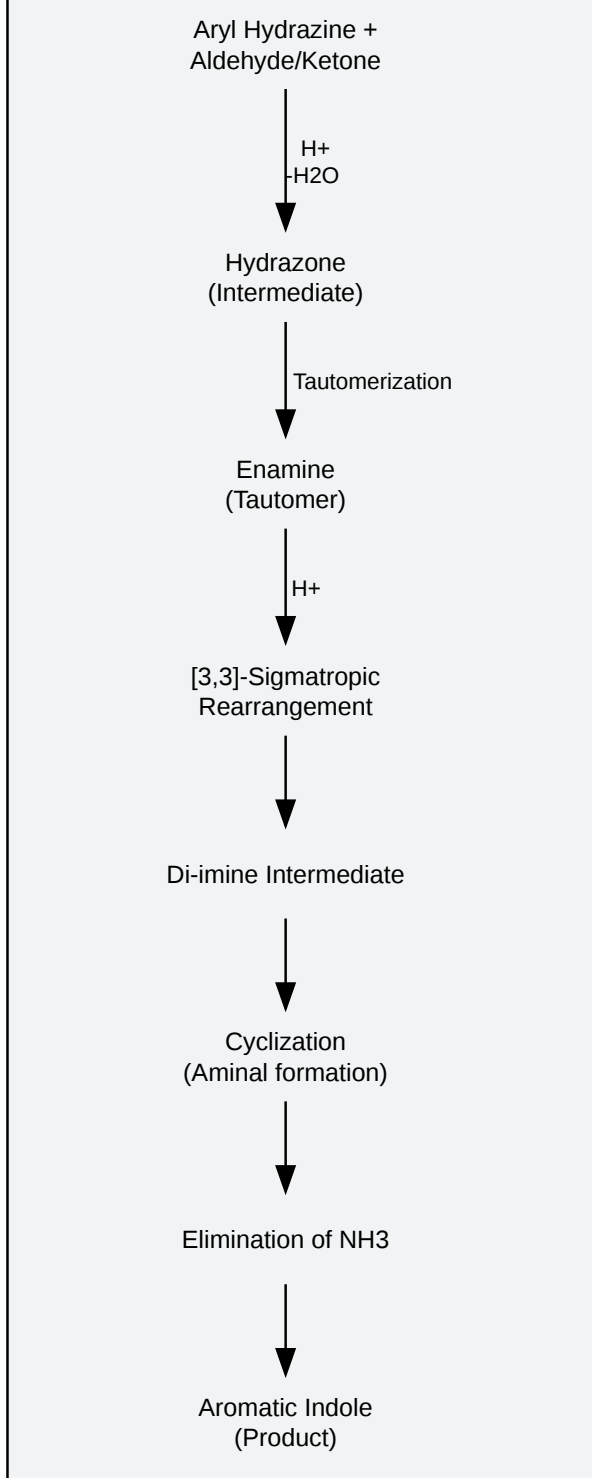 Aryl Hydrazine +
Aldehyde/Ketone
H+
-H2O
Hydrazone
(Intermediate)
Tautomerization
Enamine
(Tautomer)
H+
[3,3]-Sigmatropic
Rearrangement
Di-imine Intermediate
Cyclization
(Aminal formation)
Elimination of NH3
Aromatic Indole
(Product)